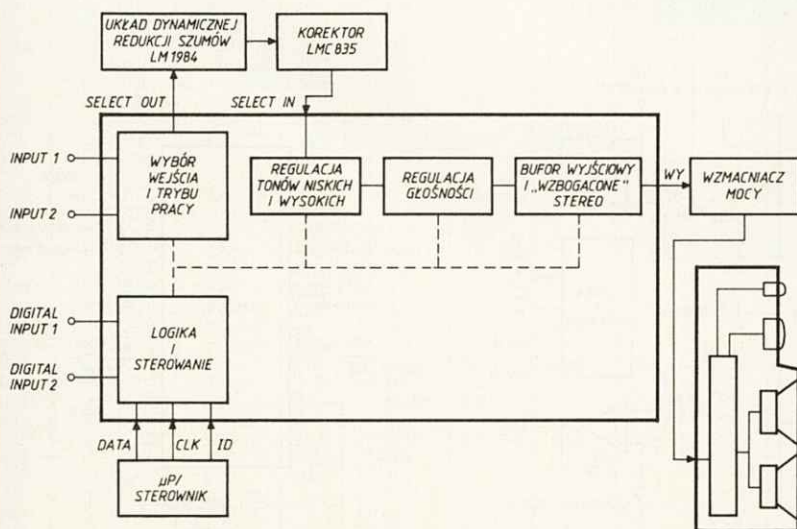 UKŁAD DYNAMICZNEJ
REDUKCJI SZUMÓW
LM 1984
KOREKTOR
LMC 835
SELECT OUT
SELECT IN
INPUT 1
INPUT 2
WYBÓR
WEJŚCIA
I TRYBU
PRACY
REGULACJA
TONÓW NISKICH
I WYSOKICH
REGULACJA
GŁOŚNOŚCI
BUFOR WYJŚCIOWY
I „WZBOGACONE"
STEREO
WY
WZMACNIACZ
MOCY
DIGITAL
INPUT 1
DIGITAL
INPUT 2
LOGIKA
I
STEROWANIE
DATA
CLK
ID
µP/
STEROWNIK